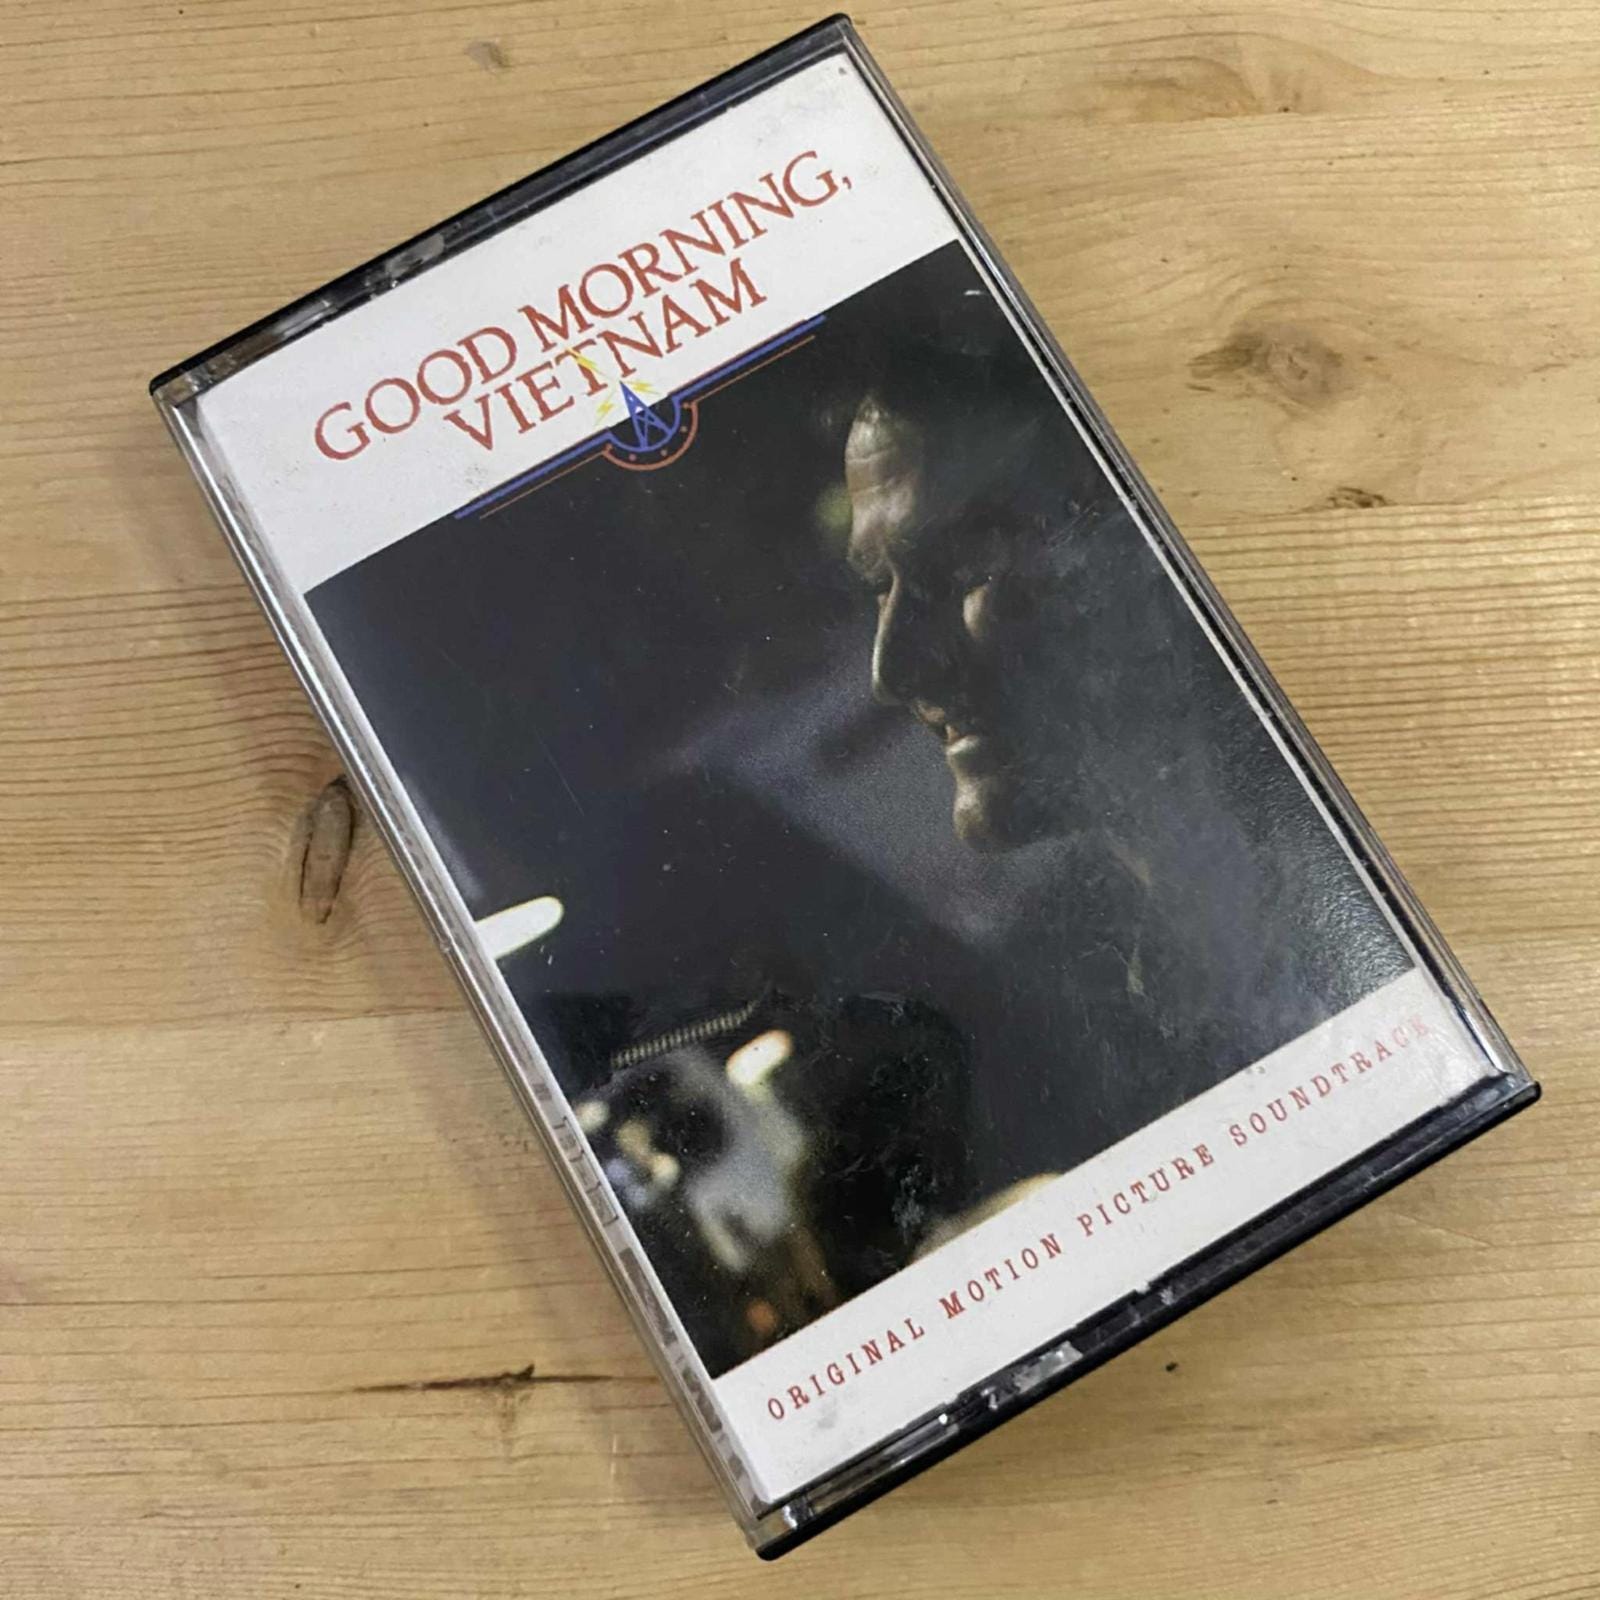 GOOD MORNING,
VIETNAM
ORIGINAL MOTION PICTURE SOUNDTRACK